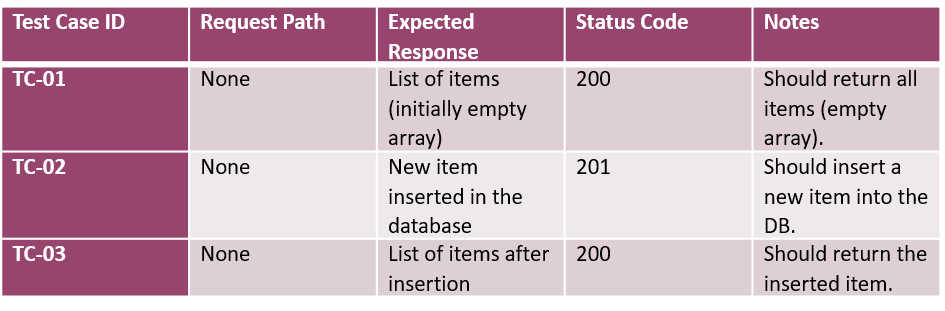 Test Case ID Request Path Expected Response Status Code Notes
TC-01 None List of items (initially empty array) 200 Should return all items (empty array).
TC-02 None New item inserted in the database 201 Should insert a new item into the DB.
TC-03 None List of items after insertion 200 Should return the inserted item.